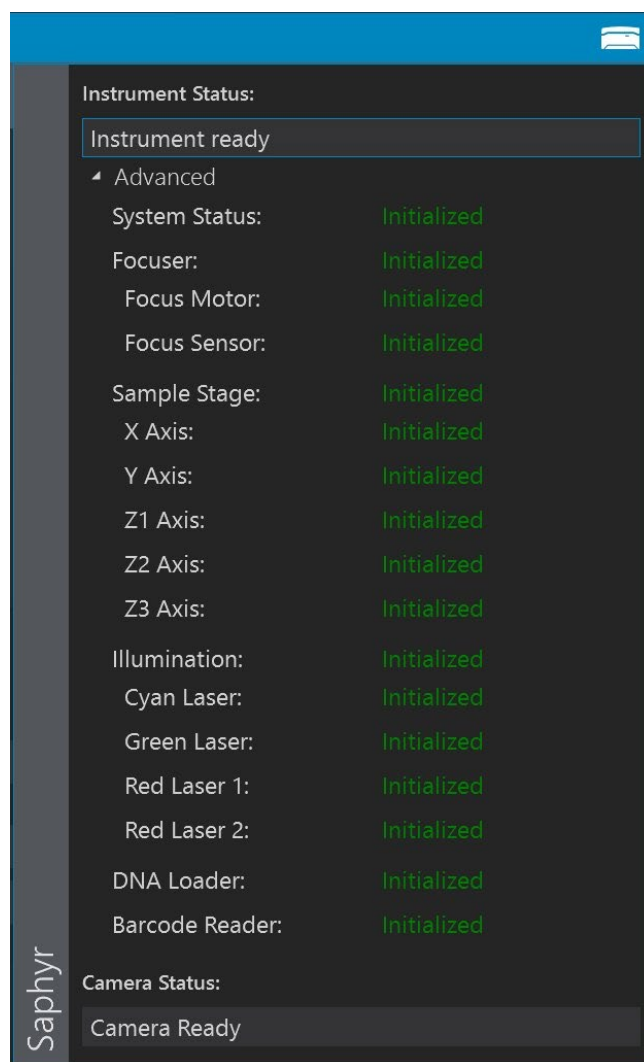 Instrument Status:
Instrument ready
Advanced
System Status: Initialized
Focuser: Initialized
Focus Motor: Initialized
Focus Sensor: Initialized
Sample Stage: Initialized
X Axis: Initialized
Y Axis: Initialized
Z1 Axis: Initialized
Z2 Axis: Initialized
Z3 Axis: Initialized
Illumination: Initialized
Cyan Laser: Initialized
Green Laser: Initialized
Red Laser 1: Initialized
Red Laser 2: Initialized
DNA Loader: Initialized
Barcode Reader: Initialized
Camera Status:
Camera Ready
Saphyr